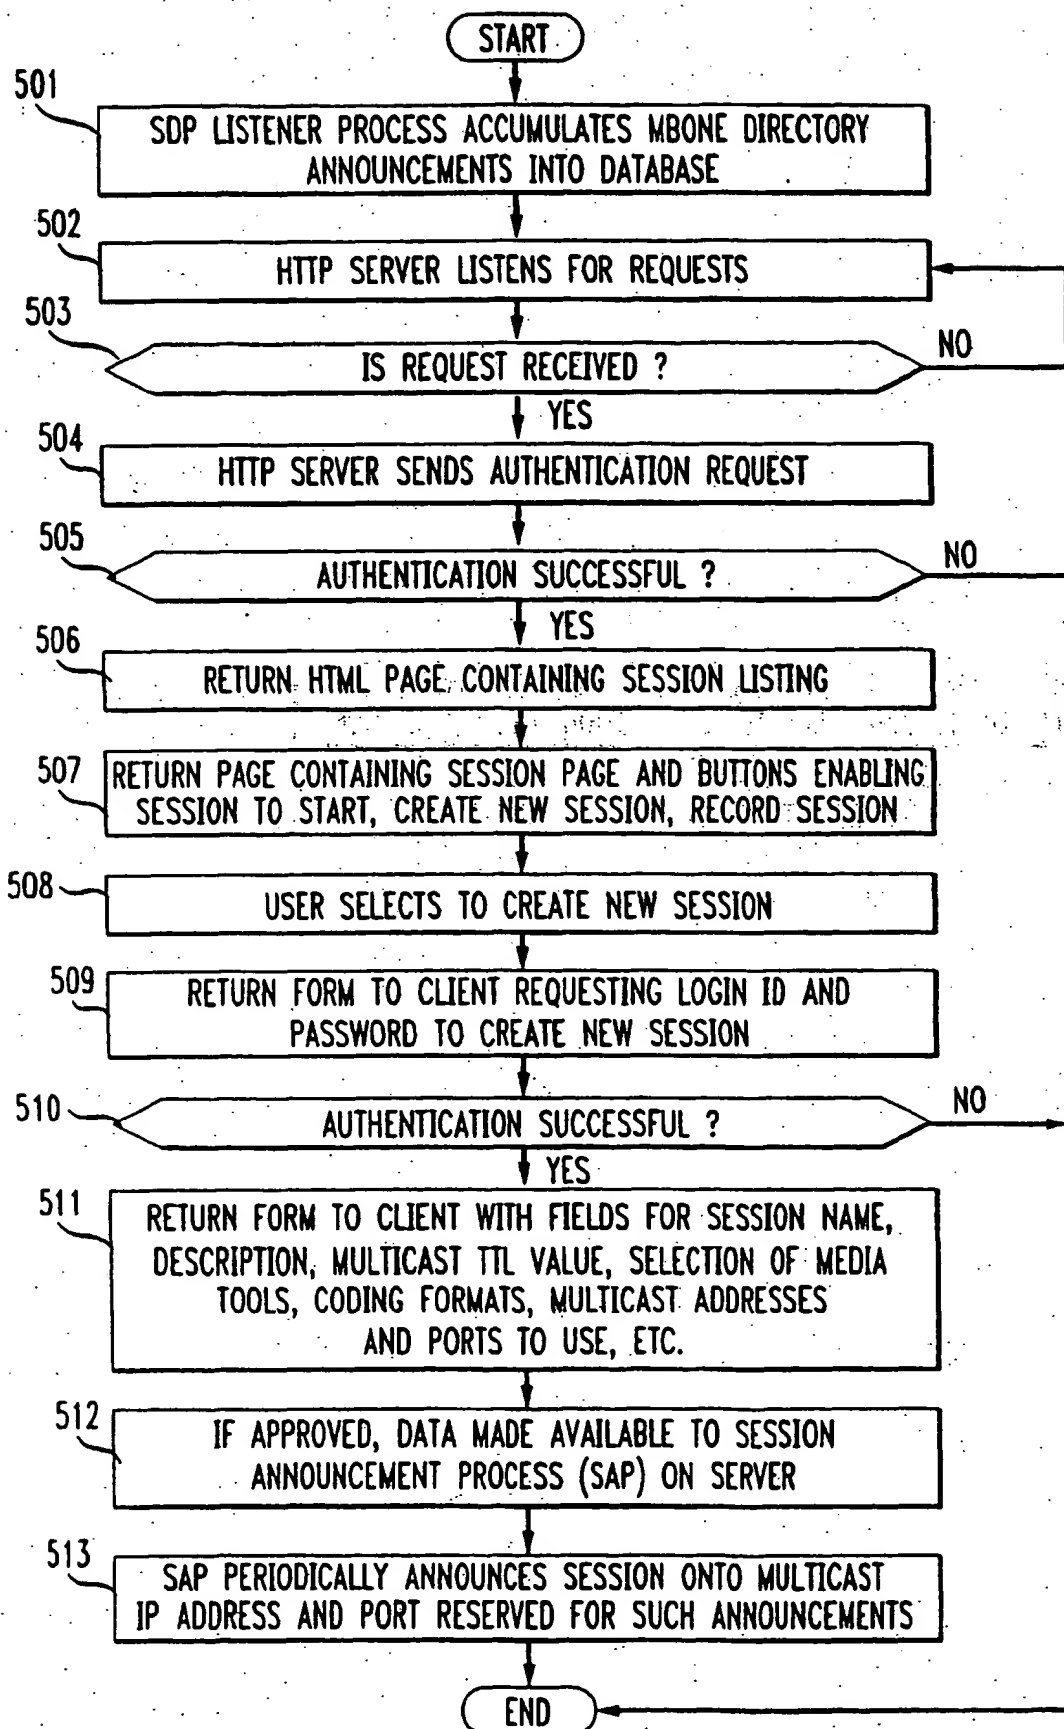 START
501
SDP LISTENER PROCESS ACCUMULATES MBONE DIRECTORY
ANNOUNCEMENTS INTO DATABASE
502
HTTP SERVER LISTENS FOR REQUESTS
503
IS REQUEST RECEIVED ?
NO
YES
504
HTTP SERVER SENDS AUTHENTICATION REQUEST
505
AUTHENTICATION SUCCESSFUL ?
NO
YES
506
RETURN HTML PAGE CONTAINING SESSION LISTING
507
RETURN PAGE CONTAINING SESSION PAGE AND BUTTONS ENABLING
SESSION TO START, CREATE NEW SESSION, RECORD SESSION
508
USER SELECTS TO CREATE NEW SESSION
509
RETURN FORM TO CLIENT REQUESTING LOGIN ID AND
PASSWORD TO CREATE NEW SESSION
510
AUTHENTICATION SUCCESSFUL ?
NO
YES
511
RETURN FORM TO CLIENT WITH FIELDS FOR SESSION NAME,
DESCRIPTION, MULTICAST TTL VALUE, SELECTION OF MEDIA
TOOLS, CODING FORMATS, MULTICAST ADDRESSES
AND PORTS TO USE, ETC.
512
IF APPROVED, DATA MADE AVAILABLE TO SESSION
ANNOUNCEMENT PROCESS (SAP) ON SERVER
513
SAP PERIODICALLY ANNOUNCES SESSION ONTO MULTICAST
IP ADDRESS AND PORT RESERVED FOR SUCH ANNOUNCEMENTS
END